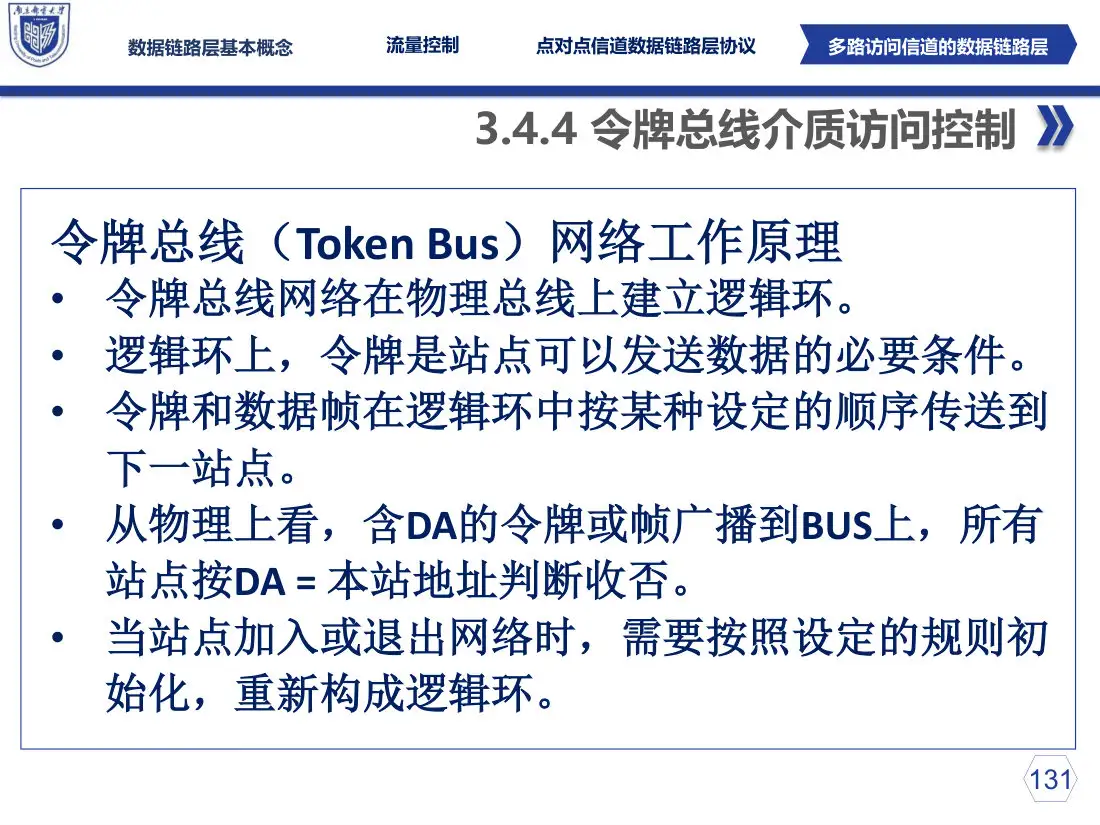 南京邮电大学
数据链路层基本概念
流量控制
点对点信道数据链路层协议
多路访问信道的数据链路层
3.4.4 令牌总线介质访问控制
令牌总线（Token Bus）网络工作原理
• 令牌总线网络在物理总线上建立逻辑环。
• 逻辑环上，令牌是站点可以发送数据的必要条件。
• 令牌和数据帧在逻辑环中按某种设定的顺序传送到
下一站点。
• 从物理上看，含DA的令牌或帧广播到BUS上，所有
站点按DA = 本站地址判断收否。
• 当站点加入或退出网络时，需要按照设定的规则初
始化，重新构成逻辑环。
131